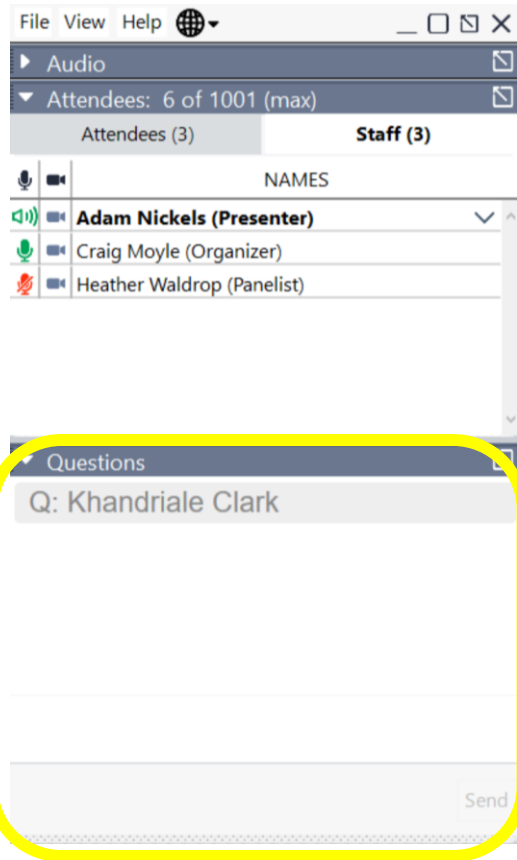 File View Help
Audio
Attendees: 6 of 1001 (max)
Attendees (3) Staff (3)
NAMES
Adam Nickels (Presenter)
Craig Moyle (Organizer)
Heather Waldrop (Panelist)
Questions
Q: Khandriale Clark
Send